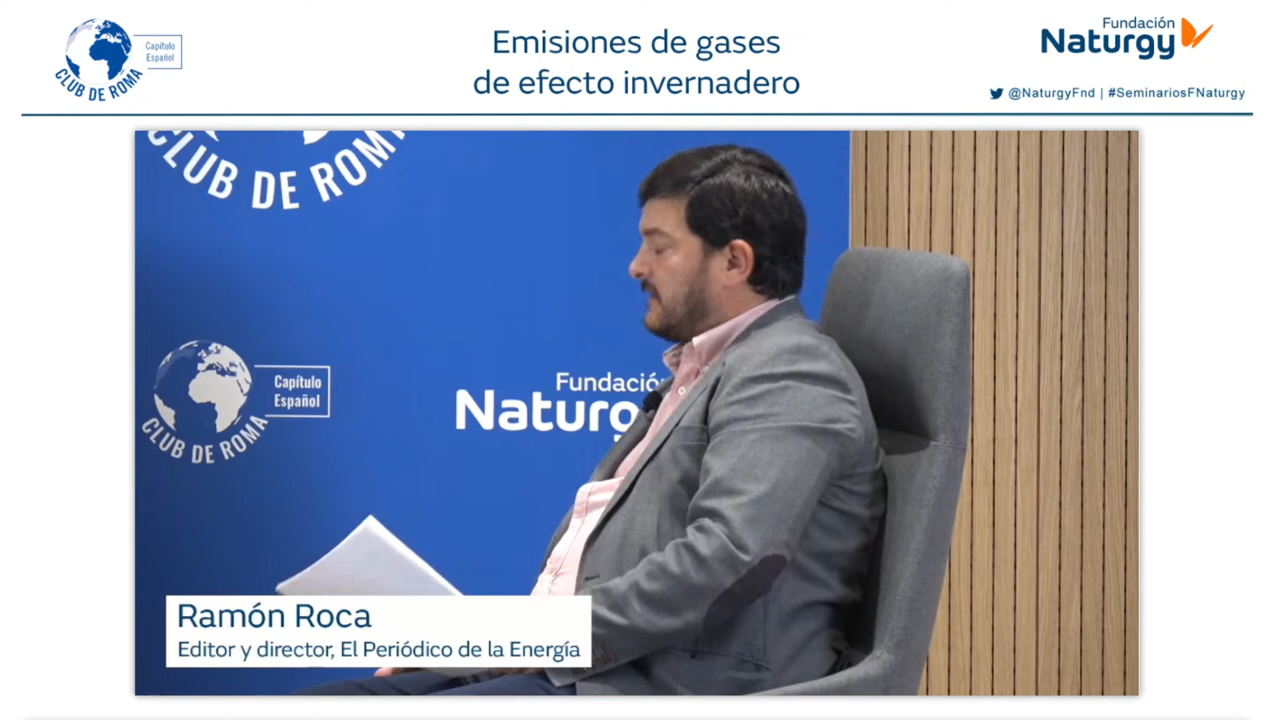 CLUB DE ROMA
Capítulo
Español
Emisiones de gases
de efecto invernadero
Fundación
Naturgy
@NaturgyFnd | #SeminariosFNaturgy
CLUB DE ROMA
Capítulo
Español
CLUB DE ROMA
Fundación
Naturg
Ramón Roca
Editor y director, El Periódico de la Energía